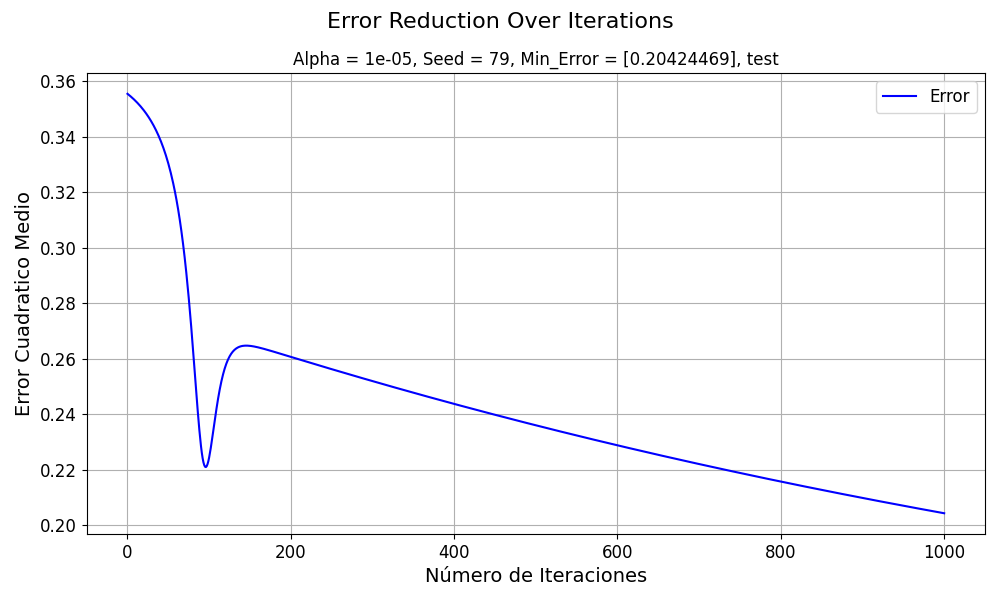 Error Reduction Over Iterations
Alpha = 1e-05, Seed = 79, Min_Error = [0.20424469], test
Error
Error Cuadratico Medio
0.36
0.34
0.32
0.30
0.28
0.26
0.24
0.22
0.20
0 200 400 600 800 1000
Número de Iteraciones